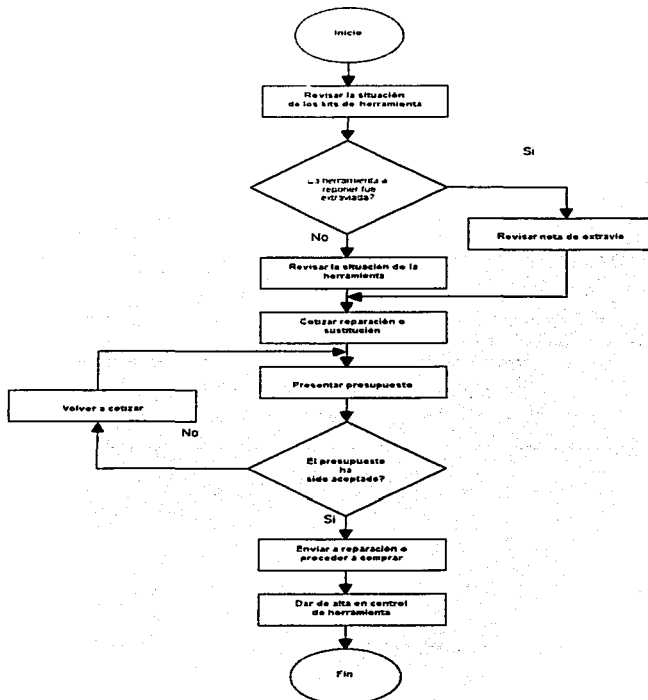 Inicio
Revisar la situación
de los kits de herramienta
Si
La herramienta a
reponer fue
extraviada?
No
Revisar nota de extravío
Revisar la situación de la
herramienta
Cotizar reparación o
sustitución
Presentar presupuesto
Volver a cotizar
No
El presupuesto
ha
sido aceptado?
Si
Enviar a reparación o
proceder a comprar
Dar de alta en control
de herramienta
Fin